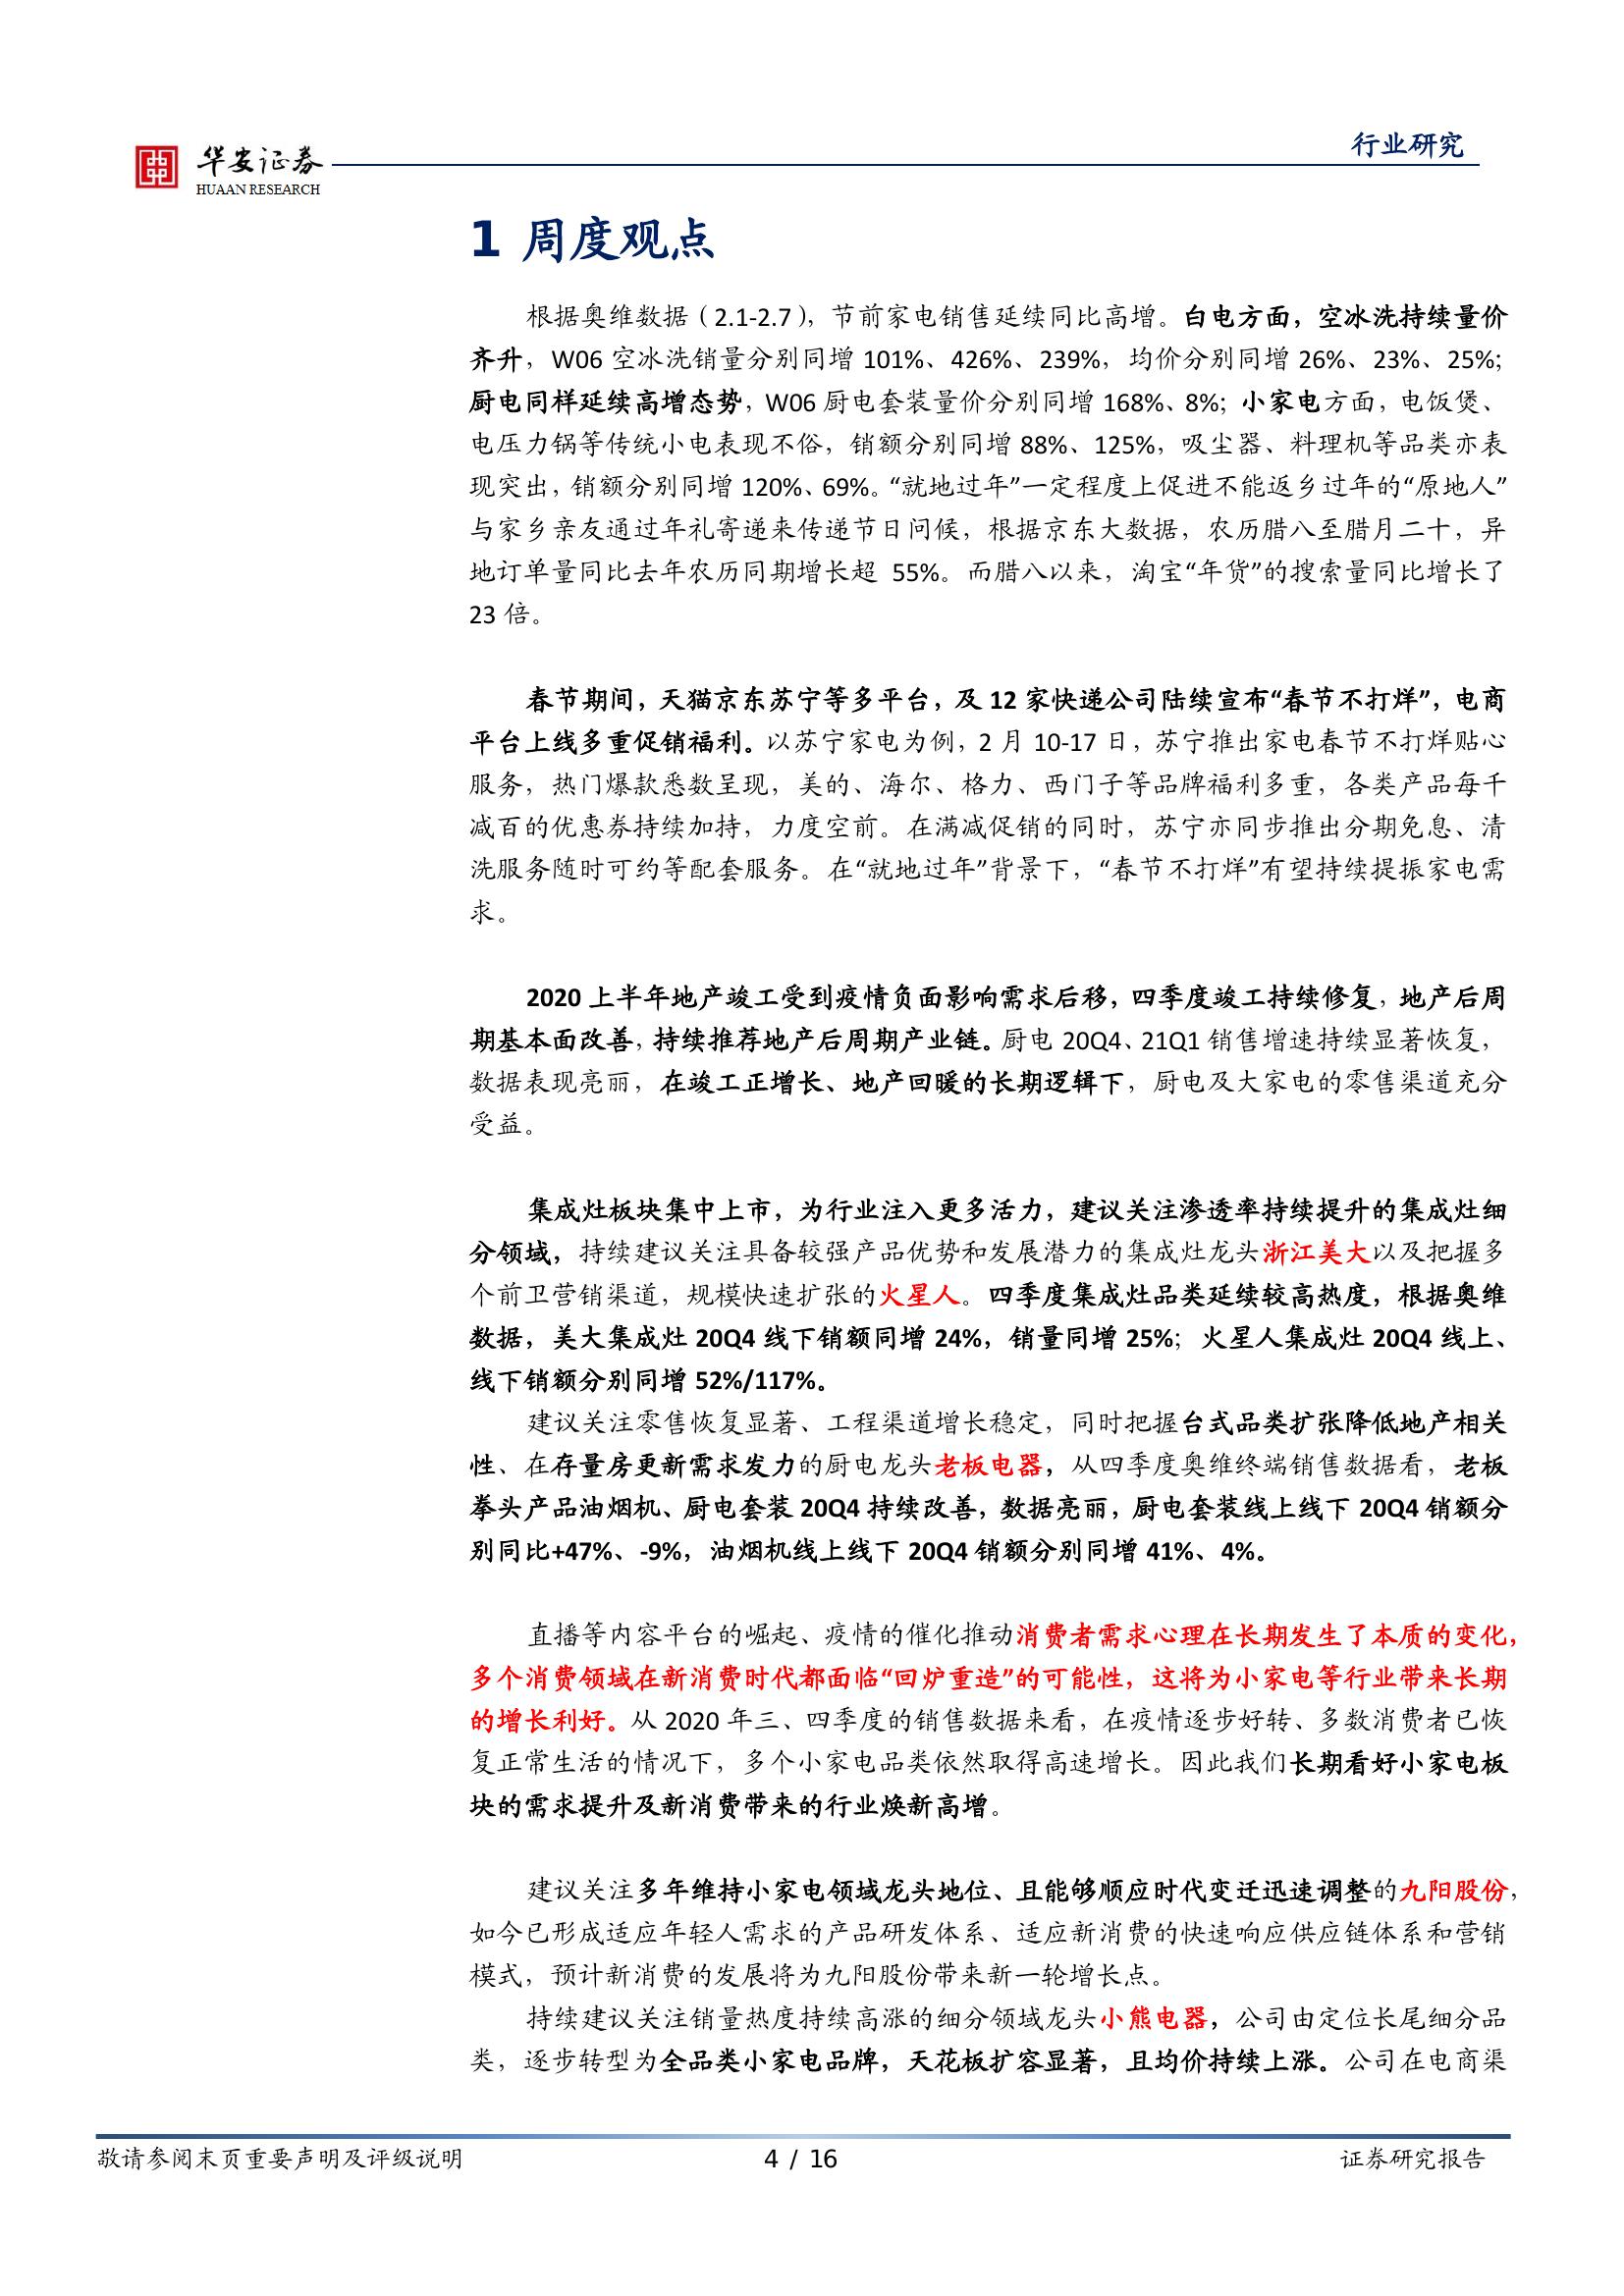 华安证券
HUAAN RESEARCH
行业研究
1 周度观点
根据奥维数据（2.1-2.7），节前家电销售延续同比高增。白电方面，空冰洗持续量价
齐升，W06 空冰洗销量分别同增 101%、426%、239%，均价分别同增 26%、23%、25%；
厨电同样延续高增态势，W06 厨电套装量价分别同增 168%、8%；小家电方面，电饭煲、
电压力锅等传统小电表现不俗，销额分别同增 88%、125%，吸尘器、料理机等品类亦表
现突出，销额分别同增 120%、69%。“就地过年”一定程度上促进不能返乡过年的“原地人”
与家乡亲友通过年礼寄递来传递节日问候，根据京东大数据，农历腊八至腊月二十，异
地订单量同比去年农历同期增长超 55%。而腊八以来，淘宝“年货”的搜索量同比增长了
23 倍。
春节期间，天猫京东苏宁等多平台，及 12 家快递公司陆续宣布“春节不打烊”，电商
平台上线多重促销福利。以苏宁家电为例，2 月 10-17 日，苏宁推出家电春节不打烊贴心
服务，热门爆款悉数呈现，美的、海尔、格力、西门子等品牌福利多重，各类产品每千
减百的优惠券持续加持，力度空前。在满减促销的同时，苏宁亦同步推出分期免息、清
洗服务随时可约等配套服务。在“就地过年”背景下，“春节不打烊”有望持续提振家电需
求。
2020 上半年地产竣工受到疫情负面影响需求后移，四季度竣工持续修复，地产后周
期基本面改善，持续推荐地产后周期产业链。厨电 20Q4、21Q1 销售增速持续显著恢复，
数据表现亮丽，在竣工正增长、地产回暖的长期逻辑下，厨电及大家电的零售渠道充分
受益。
集成灶板块集中上市，为行业注入更多活力，建议关注渗透率持续提升的集成灶细
分领域，持续建议关注具备较强产品优势和发展潜力的集成灶龙头浙江美大以及把握多
个前卫营销渠道，规模快速扩张的火星人。四季度集成灶品类延续较高热度，根据奥维
数据，美大集成灶 20Q4 线下销额同增 24%，销量同增 25%；火星人集成灶 20Q4 线上、
线下销额分别同增 52%/117%。
建议关注零售恢复显著、工程渠道增长稳定，同时把握台式品类扩张降低地产相关
性、在存量房更新需求发力的厨电龙头老板电器，从四季度奥维终端销售数据看，老板
拳头产品油烟机、厨电套装 20Q4 持续改善，数据亮丽，厨电套装线上线下 20Q4 销额分
别同比+47%、-9%，油烟机线上线下 20Q4 销额分别同增 41%、4%。
直播等内容平台的崛起、疫情的催化推动消费者需求心理在长期发生了本质的变化，
多个消费领域在新消费时代都面临“回炉重造”的可能性，这将为小家电等行业带来长期
的增长利好。从 2020 年三、四季度的销售数据来看，在疫情逐步好转、多数消费者已恢
复正常生活的情况下，多个小家电品类依然取得高速增长。因此我们长期看好小家电板
块的需求提升及新消费带来的行业焕新高增。
建议关注多年维持小家电领域龙头地位、且能够顺应时代变迁迅速调整的九阳股份，
如今已形成适应年轻人需求的产品研发体系、适应新消费的快速响应供应链体系和营销
模式，预计新消费的发展将为九阳股份带来新一轮增长点。
持续建议关注销量热度持续高涨的细分领域龙头小熊电器，公司由定位长尾细分品
类，逐步转型为全品类小家电品牌，天花板扩容显著，且均价持续上涨。公司在电商渠
敬请参阅末页重要声明及评级说明
4 / 16
证券研究报告